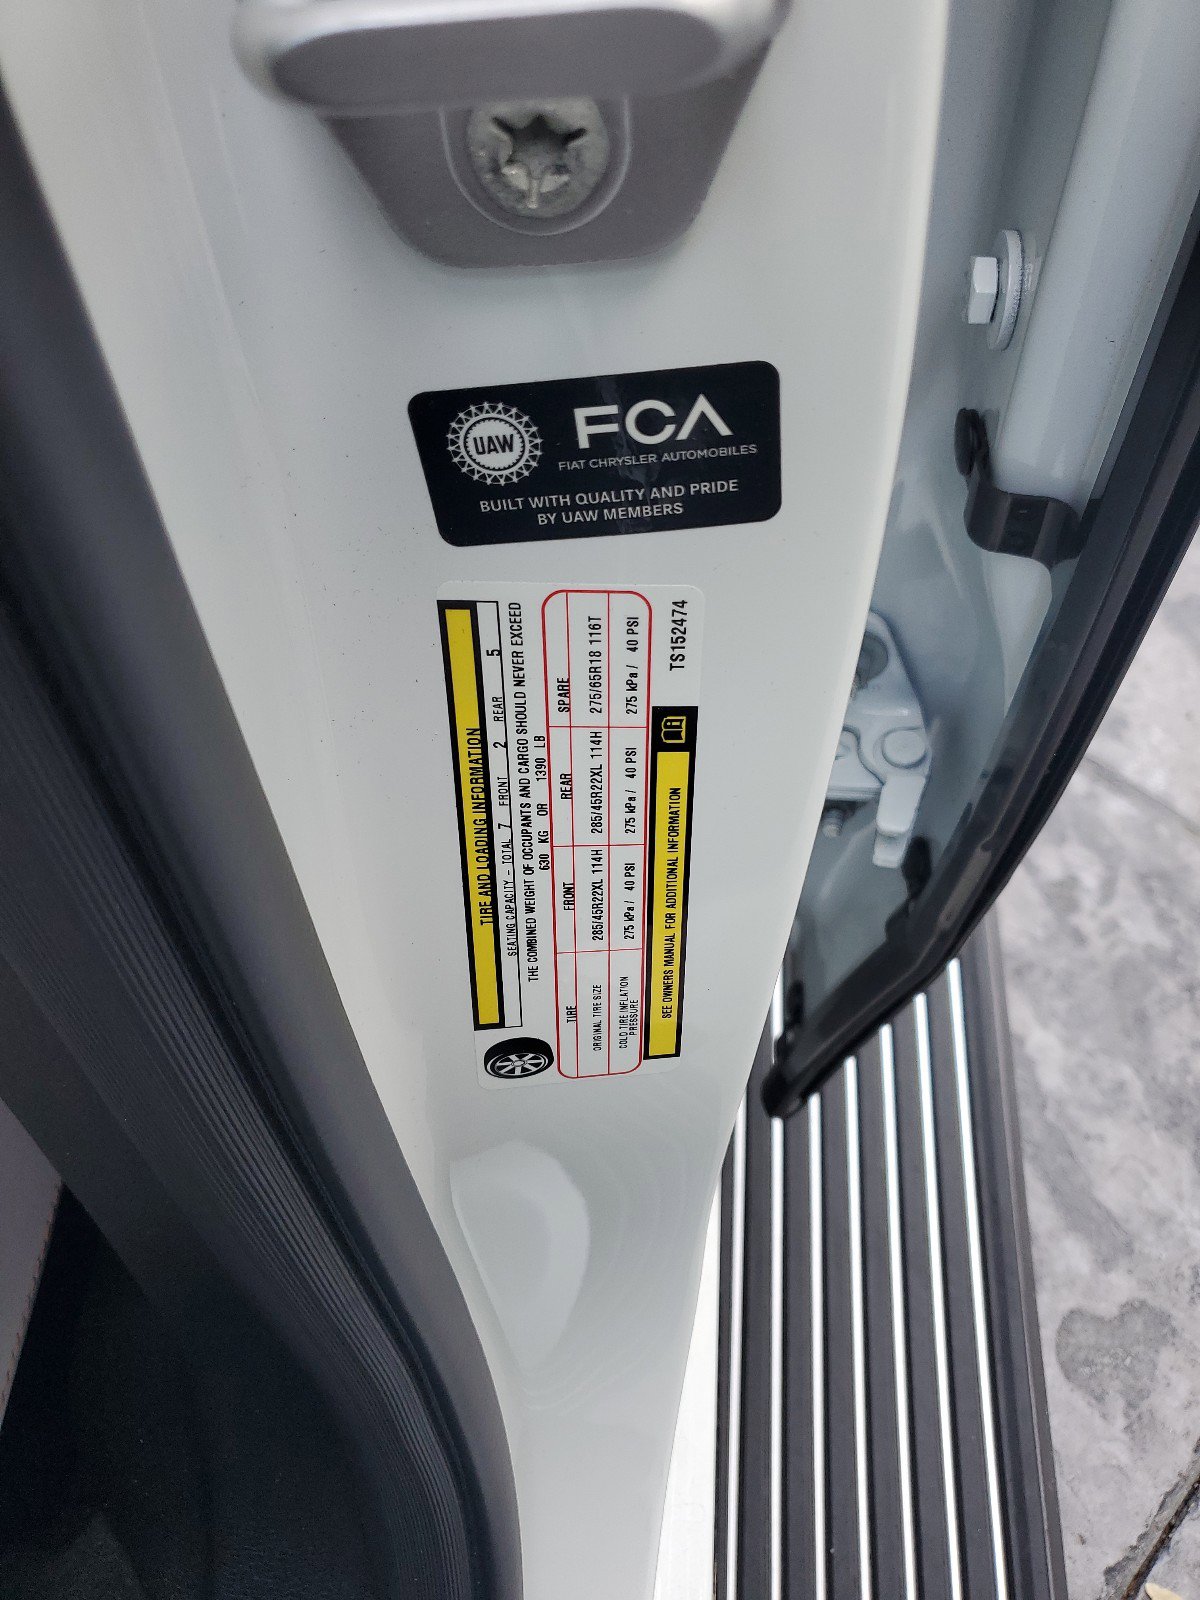 UAW
FCA
FIAT CHRYSLER AUTOMOBILES
BUILT WITH QUALITY AND PRIDE
BY UAW MEMBERS
TIRE AND LOADING INFORMATION
SEATING CAPACITY - TOTAL 7 FRONT 2 REAR 5
THE COMBINED WEIGHT OF OCCUPANTS AND CARGO SHOULD NEVER EXCEED
630 KG OR 1390 LB
TIRE FRONT REAR SPARE
ORIGINAL TIRE SIZE 285/45R22XL 114H 285/45R22XL 114H 275/65R18 116T
COLD TIRE INFLATION PRESSURE 275 kPa / 40 PSI 275 kPa / 40 PSI 275 kPa / 40 PSI
SEE OWNERS MANUAL FOR ADDITIONAL INFORMATION
TS152474